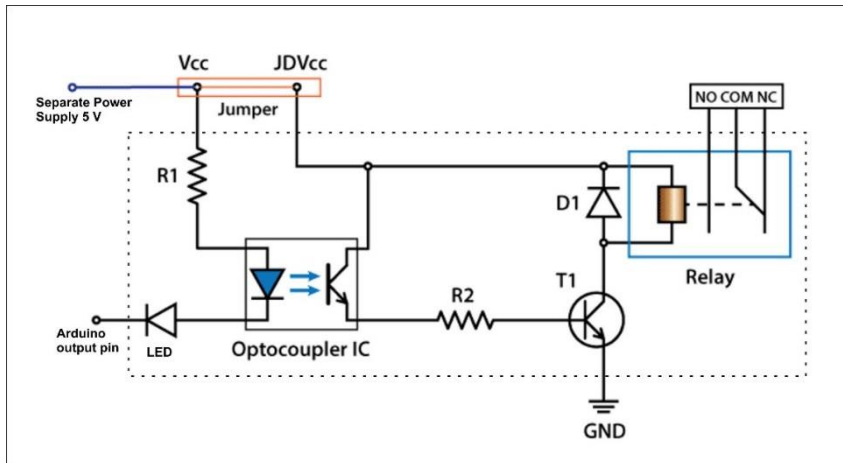 Vcc
JDVcc
Separate Power
Supply 5 V
Jumper
NO COM NC
R1
D1
Relay
T1
R2
Arduino
output pin
LED
Optocoupler IC
GND